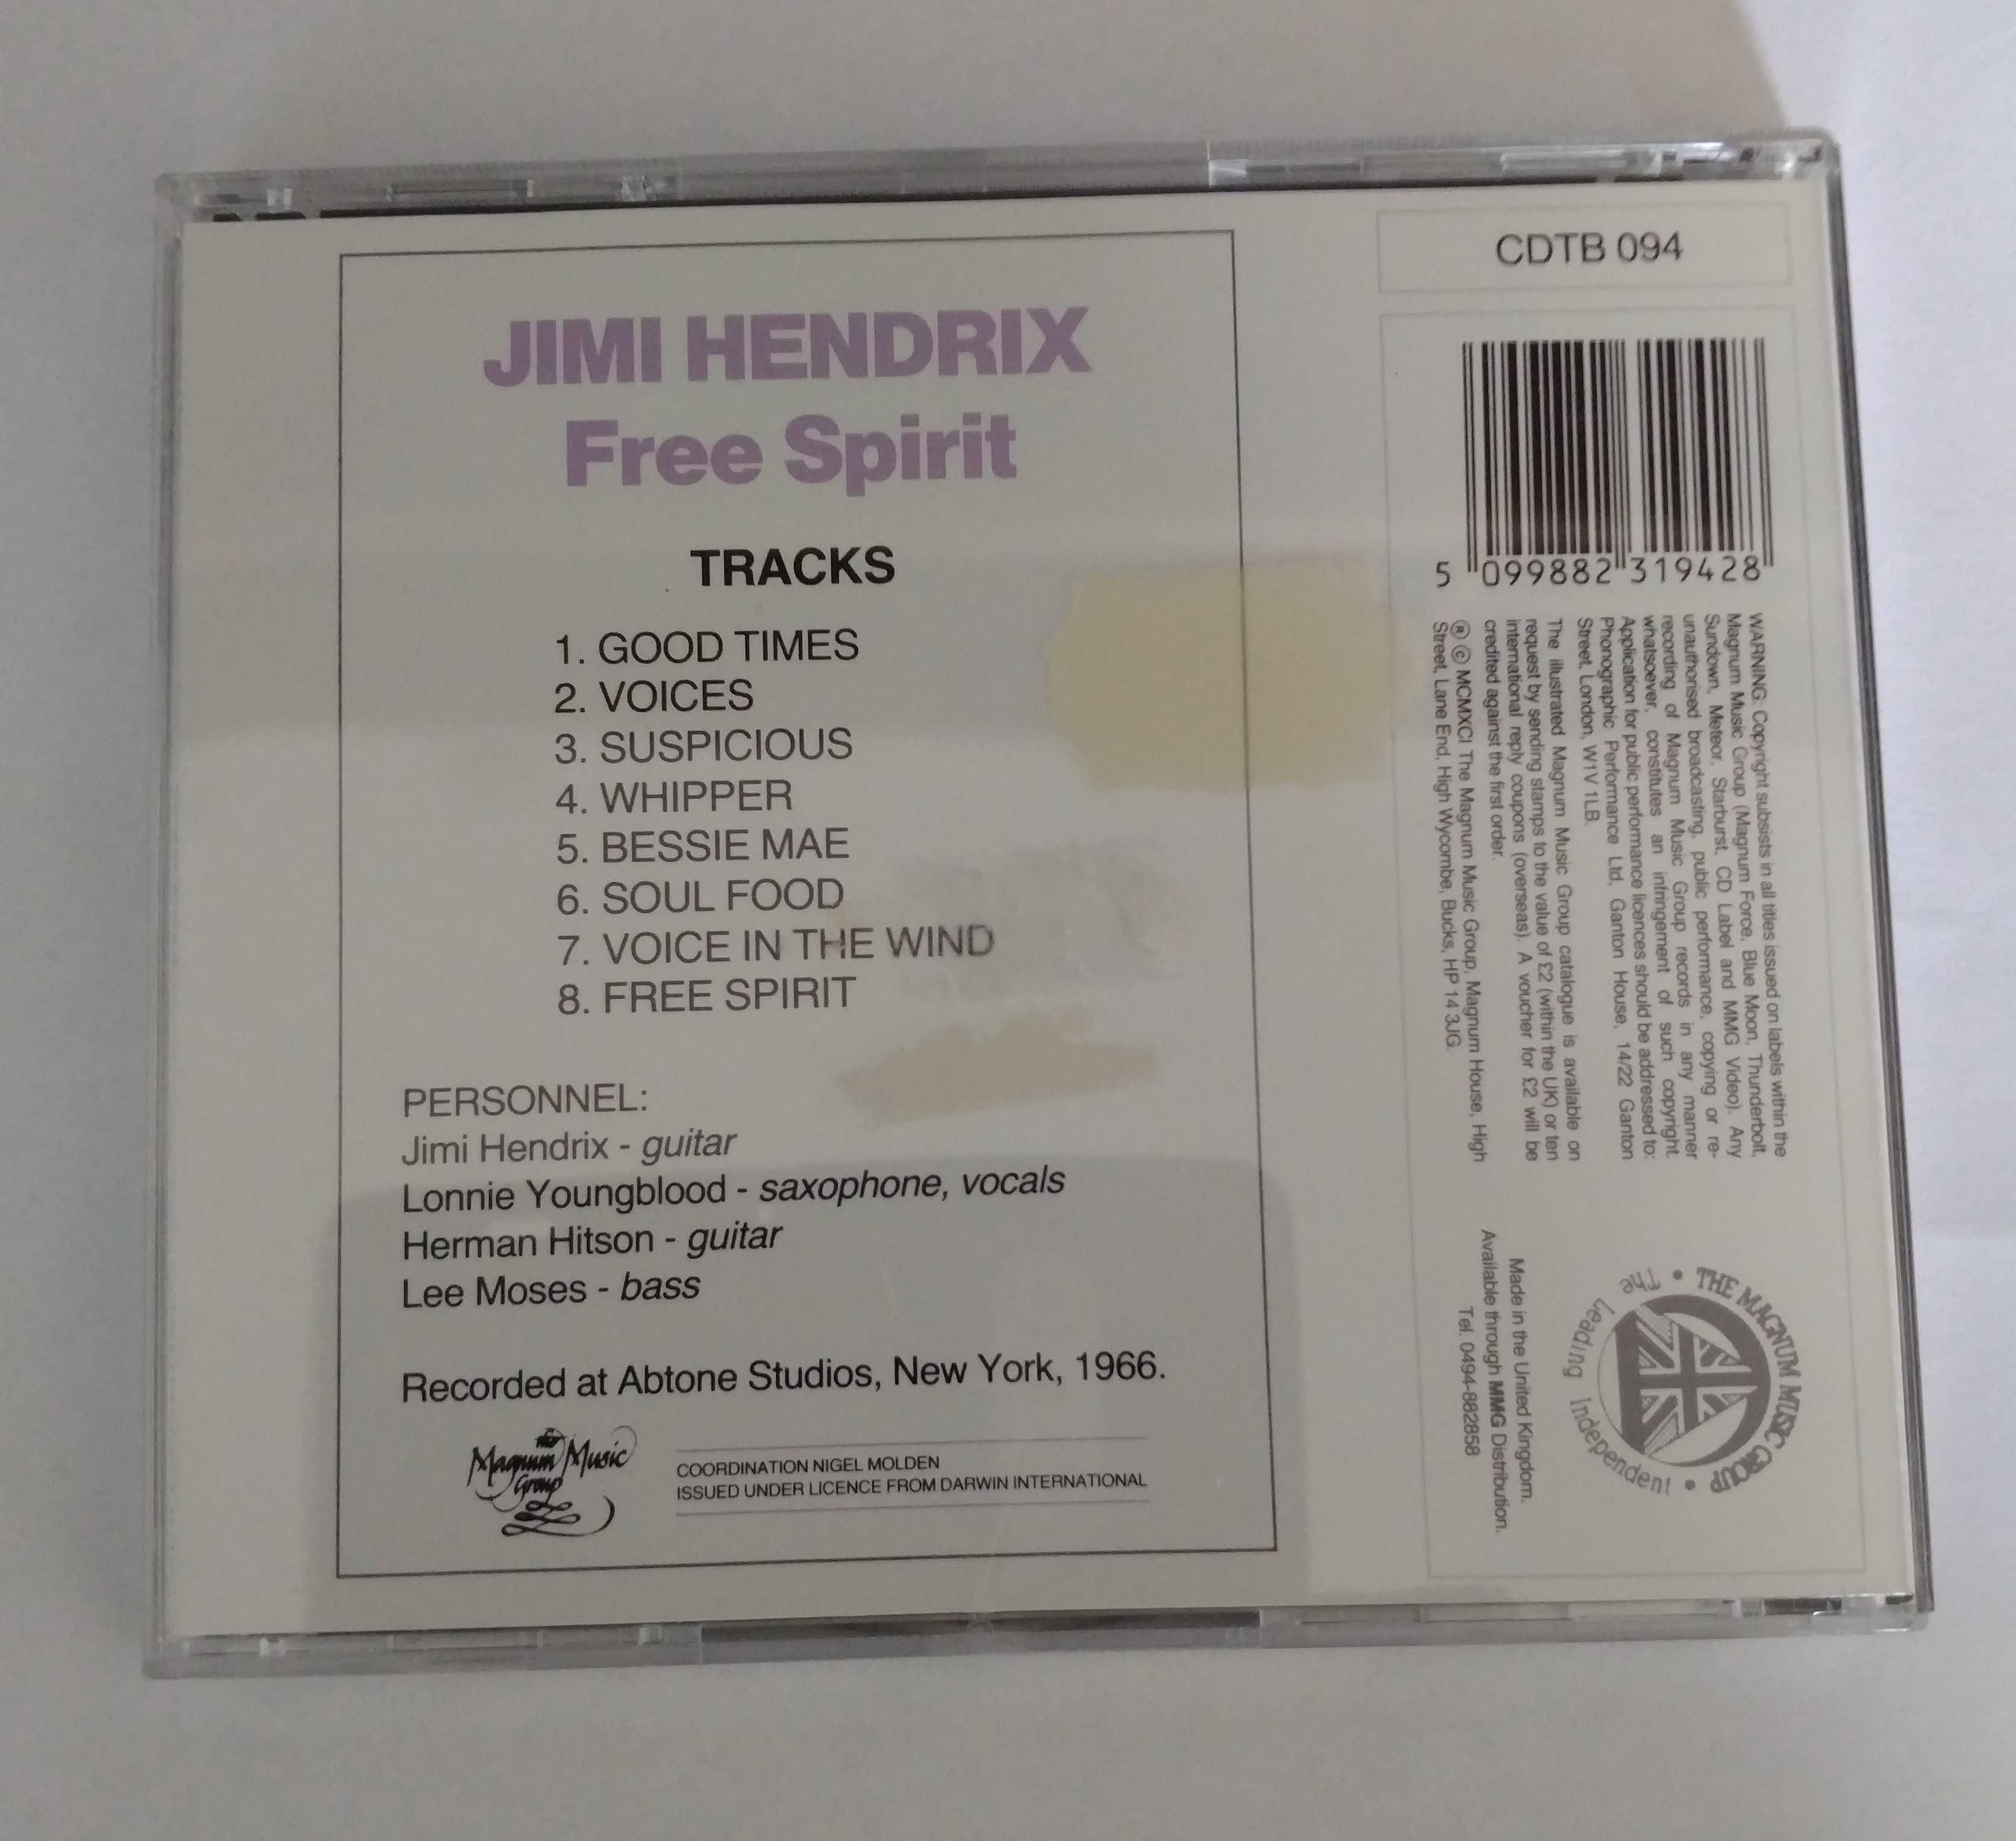 JIMI HENDRIX
Free Spirit
TRACKS
1. GOOD TIMES
2. VOICES
3. SUSPICIOUS
4. WHIPPER
5. BESSIE MAE
6. SOUL FOOD
7. VOICE IN THE WIND
8. FREE SPIRIT
PERSONNEL:
Jimi Hendrix - guitar
Lonnie Youngblood - saxophone, vocals
Herman Hitson - guitar
Lee Moses - bass
Recorded at Abtone Studios, New York, 1966.
The
Magnum Music
Group
COORDINATION NIGEL MOLDEN
ISSUED UNDER LICENCE FROM DARWIN INTERNATIONAL
CDTB 094
5 099882 319428
WARNING: Copyright subsists in all titles issued on labels within the
Magnum Music Group (Magnum Force, Blue Moon, Thunderbolt,
Sundown, Meteor, Starburst, CD Label and MMG Video). Any
unauthorised broadcasting, public performance, copying or re-
recording of Magnum Music Group records in any manner
whatsoever, constitutes an infringement of such copyright.
Application for public performance licences should be addressed to:
Phonographic Performance Ltd, Ganton House, 14/22 Ganton
Street, London, W1V 1LB.
The illustrated Magnum Music Group catalogue is available on
request by sending stamps to the value of £2 (within the UK) or ten
international reply coupons (overseas). A voucher for £2 will be
credited against the first order.
Ⓡ © MCMXCI The Magnum Music Group, Magnum House, High
Street, Lane End, High Wycombe, Bucks, HP 14 3JG.
Made in the United Kingdom.
Available through MMG Distribution.
Tel. 0494-882858
• THE MAGNUM MUSIC GROUP •
The Leading Independent